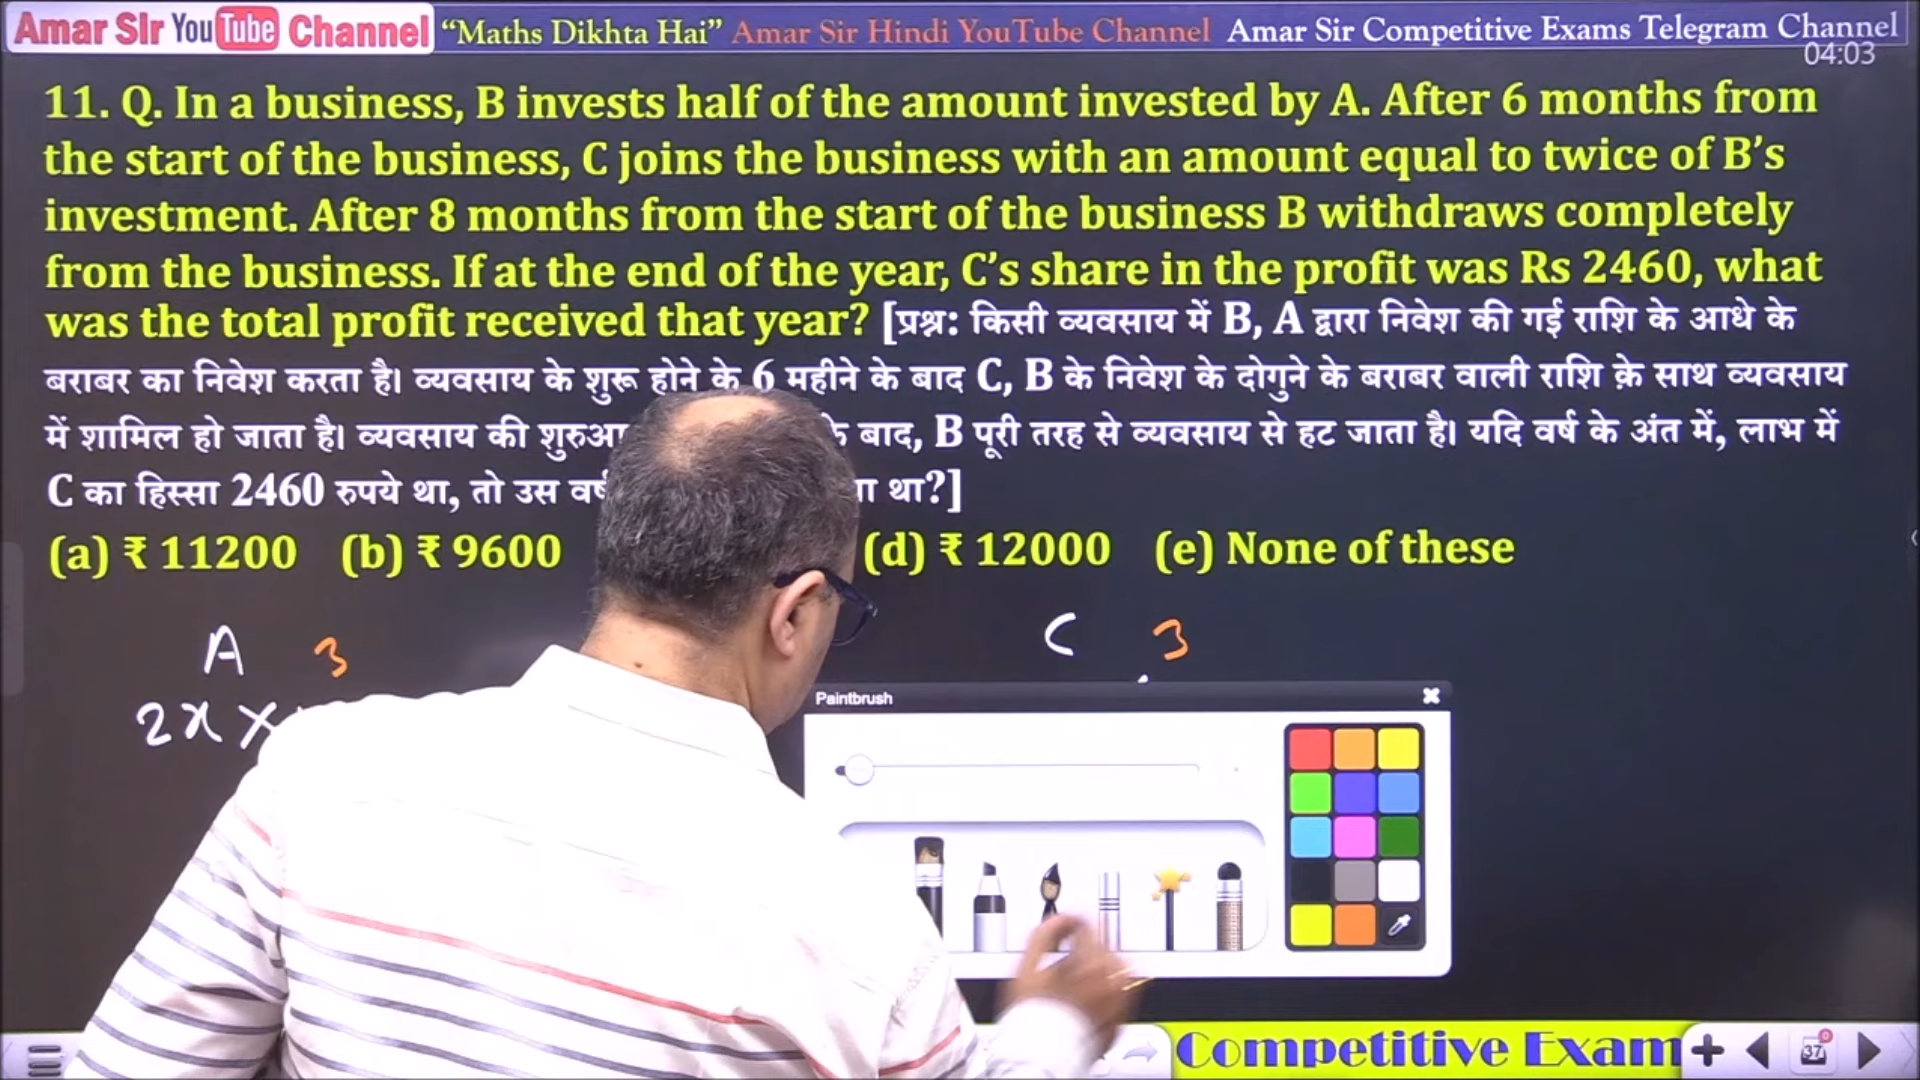 Amar Sir YouTube Channel "Maths Dikhta Hai" Amar Sir Hindi YouTube Channel Amar Sir Competitive Exams Telegram Channel
04:03
11. Q. In a business, B invests half of the amount invested by A. After 6 months from
the start of the business, C joins the business with an amount equal to twice of B's
investment. After 8 months from the start of the business B withdraws completely
from the business. If at the end of the year, C's share in the profit was Rs 2460, what
was the total profit received that year? [प्रश्न: किसी व्यवसाय में B, A द्वारा निवेश की गई राशि के आधे के
बराबर का निवेश करता है। व्यवसाय के शुरू होने के 6 महीने के बाद C, B के निवेश के दोगुने के बराबर वाली राशि के साथ व्यवसाय
में शामिल हो जाता है। व्यवसाय की के बाद, B पूरी तरह से व्यवसाय से हट जाता है। यदि वर्ष के अंत में, लाभ में
C का हिस्सा 2460 रुपये था, तो उस था?]
(a) ₹ 11200 (b) ₹ 9600 (d) ₹ 12000 (e) None of these
A 3 C 3
2x ×
Paintbrush
Competitive Exam
37